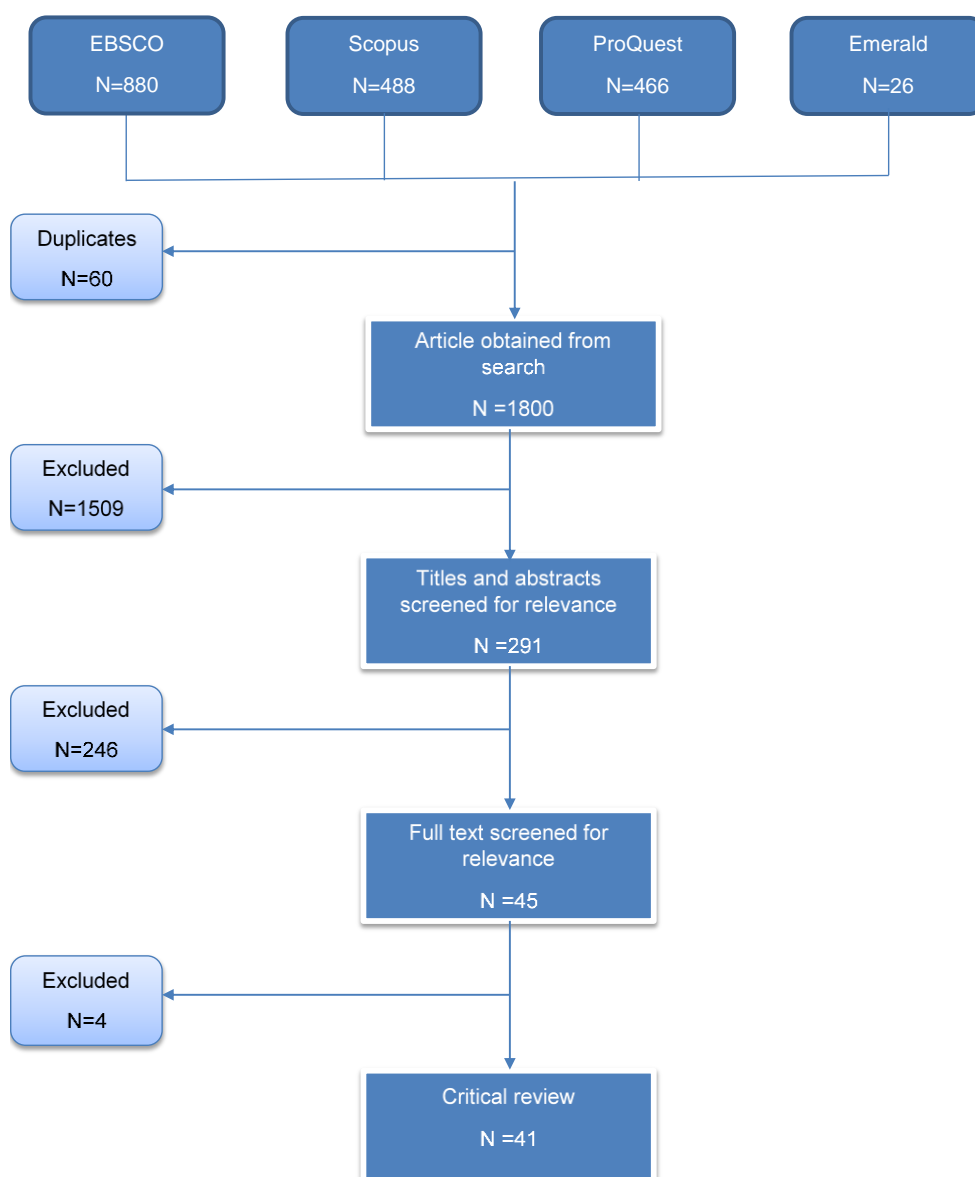 EBSCO
N=880
Scopus
N=488
ProQuest
N=466
Emerald
N=26
Duplicates
N=60
Article obtained from
search
N =1800
Excluded
N=1509
Titles and abstracts
screened for relevance
N =291
Excluded
N=246
Full text screened for
relevance
N =45
Excluded
N=4
Critical review
N =41